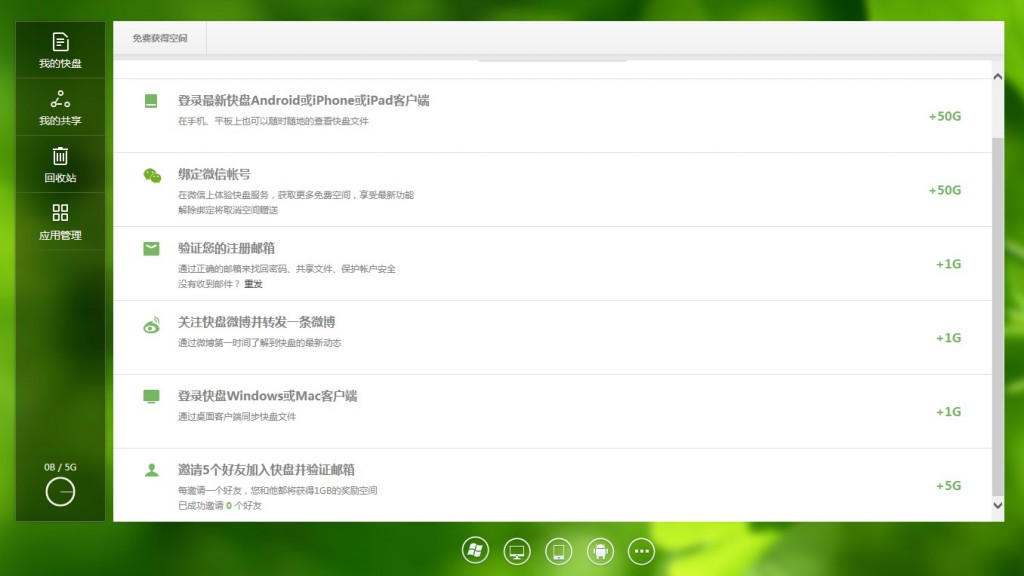 我的快盘
我的共享
回收站
应用管理
0B / 5G
免费获得空间
登录最新快盘Android或iPhone或iPad客户端
在手机、平板上也可以随时随地的查看快盘文件
+50G
绑定微信帐号
在微信上体验快盘服务，获取更多免费空间，享受最新功能
解除绑定将取消空间赠送
+50G
验证您的注册邮箱
通过正确的邮箱来找回密码、共享文件、保护帐户安全
没有收到邮件？ 重发
+1G
关注快盘微博并转发一条微博
通过微博第一时间了解到快盘的最新动态
+1G
登录快盘Windows或Mac客户端
通过桌面客户端同步快盘文件
+1G
邀请5个好友加入快盘并验证邮箱
每邀请一个好友，您和他都将获得1GB的奖励空间
已成功邀请 0 个好友
+5G